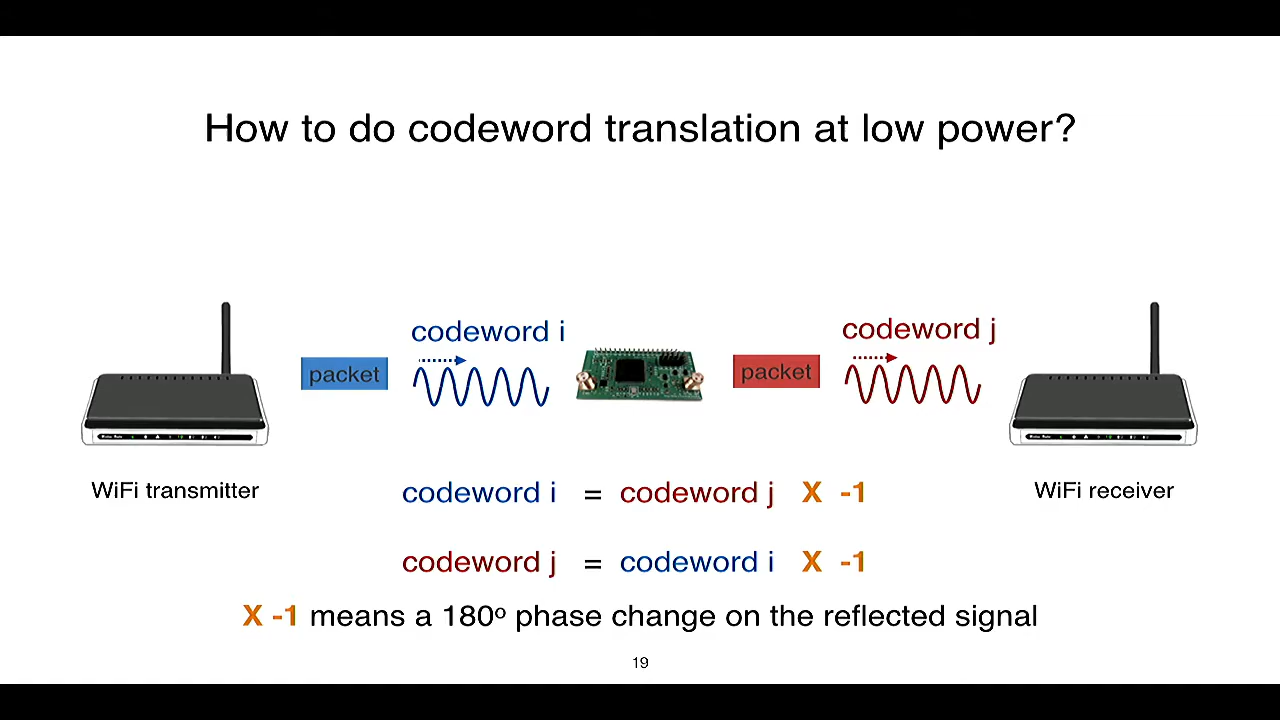 How to do codeword translation at low power?
codeword i
codeword j
packet
packet
WiFi transmitter
WiFi receiver
codeword i = codeword j X -1
codeword j = codeword i X -1
X -1 means a 180º phase change on the reflected signal
19